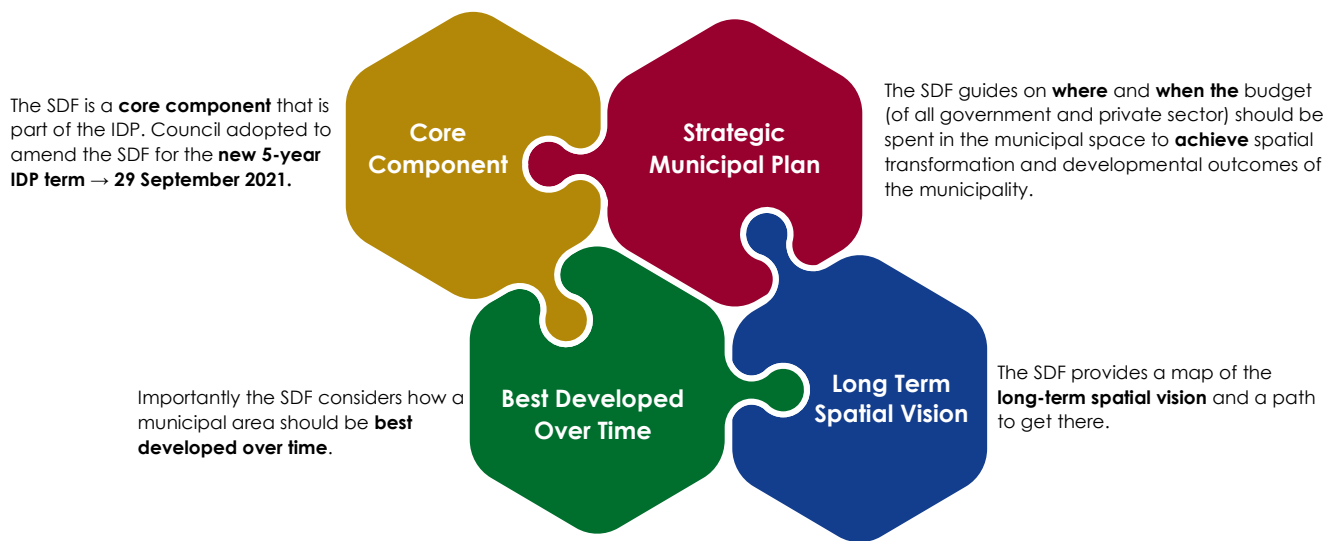 The SDF is a core component that is
part of the IDP. Council adopted to
amend the SDF for the new 5-year
IDP term → 29 September 2021.
Core
Component
Strategic
Municipal Plan
The SDF guides on where and when the budget
(of all government and private sector) should be
spent in the municipal space to achieve spatial
transformation and developmental outcomes of
the municipality.
Importantly the SDF considers how a
municipal area should be best
developed over time.
Best Developed
Over Time
Long Term
Spatial Vision
The SDF provides a map of the
long-term spatial vision and a path
to get there.